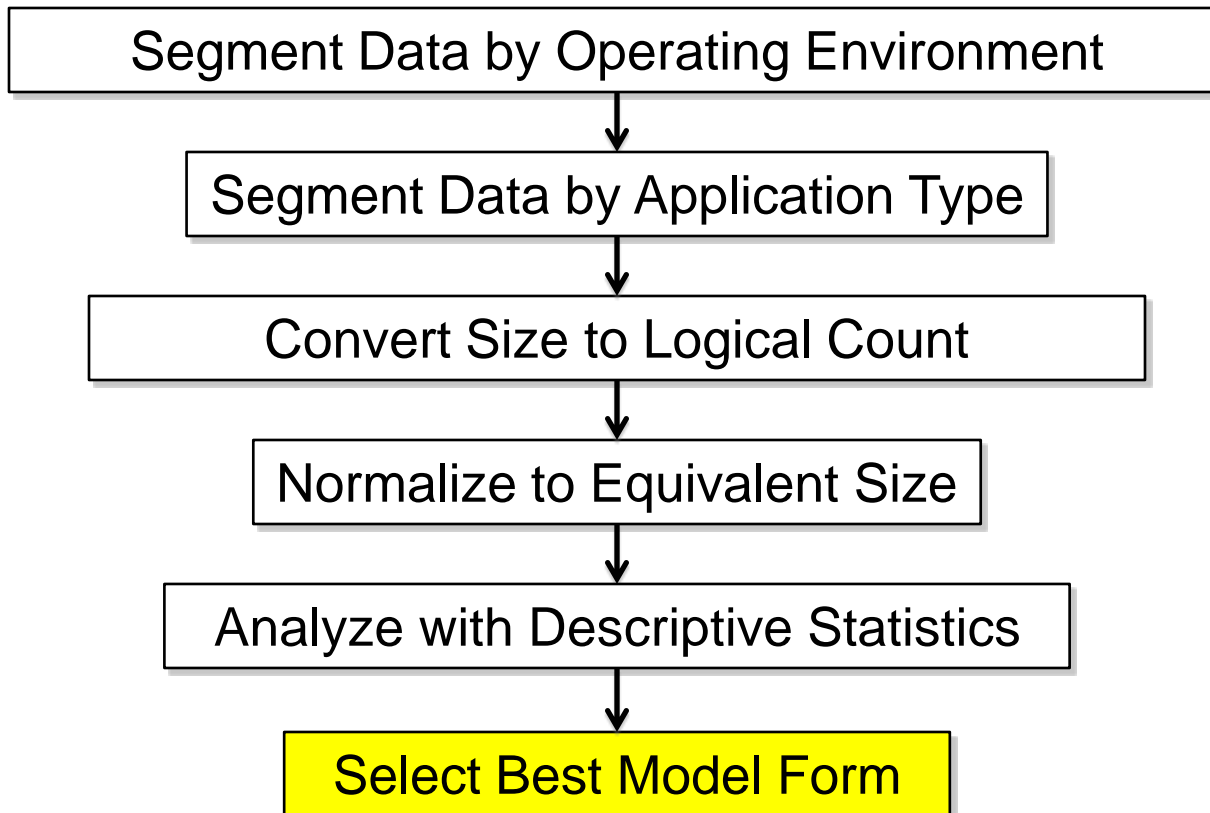 Segment Data by Operating Environment
Segment Data by Application Type
Convert Size to Logical Count
Normalize to Equivalent Size
Analyze with Descriptive Statistics
Select Best Model Form